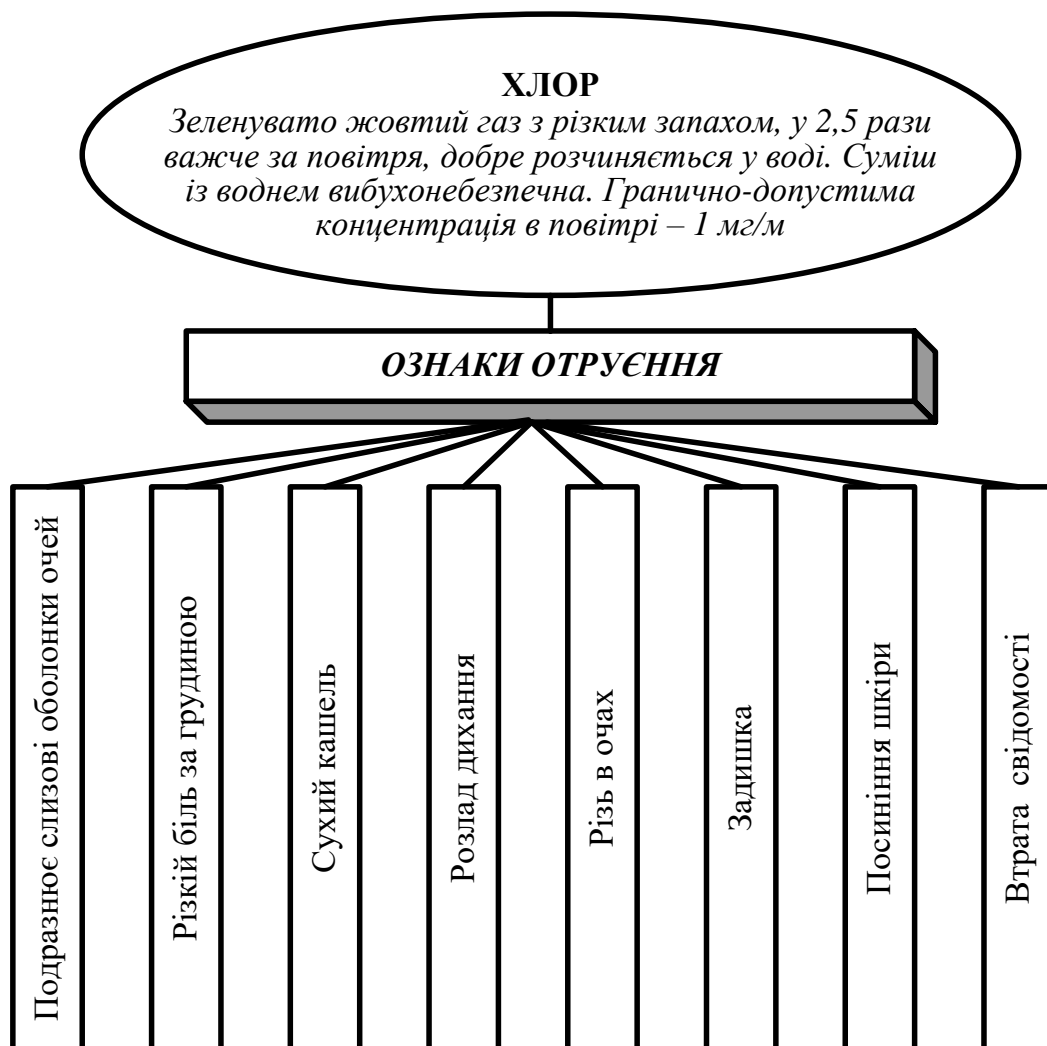 ХЛОР
Зеленувато жовтий газ з різким запахом, у 2,5 рази
важче за повітря, добре розчиняється у воді. Суміш
із воднем вибухонебезпечна. Гранично-допустима
концентрація в повітрі – 1 мг/м
ОЗНАКИ ОТРУЄННЯ
Подразнює слизові оболонки очей
Різкій біль за грудиною
Сухий кашель
Розлад дихання
Різь в очах
Задишка
Посиніння шкіри
Втрата свідомості